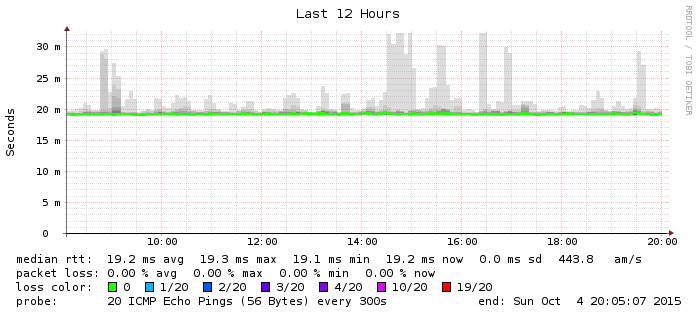 Last 12 Hours
RRDTOOL / TOBI OETIKER
Seconds
30 m
25 m
20 m
15 m
10 m
5 m
0
10:00 12:00 14:00 16:00 18:00 20:00
median rtt: 19.2 ms avg 19.3 ms max 19.1 ms min 19.2 ms now 0.0 ms sd 443.8 am/s
packet loss: 0.00 % avg 0.00 % max 0.00 % min 0.00 % now
loss color: 0 1/20 2/20 3/20 4/20 10/20 19/20
probe: 20 ICMP Echo Pings (56 Bytes) every 300s end: Sun Oct 4 20:05:07 2015